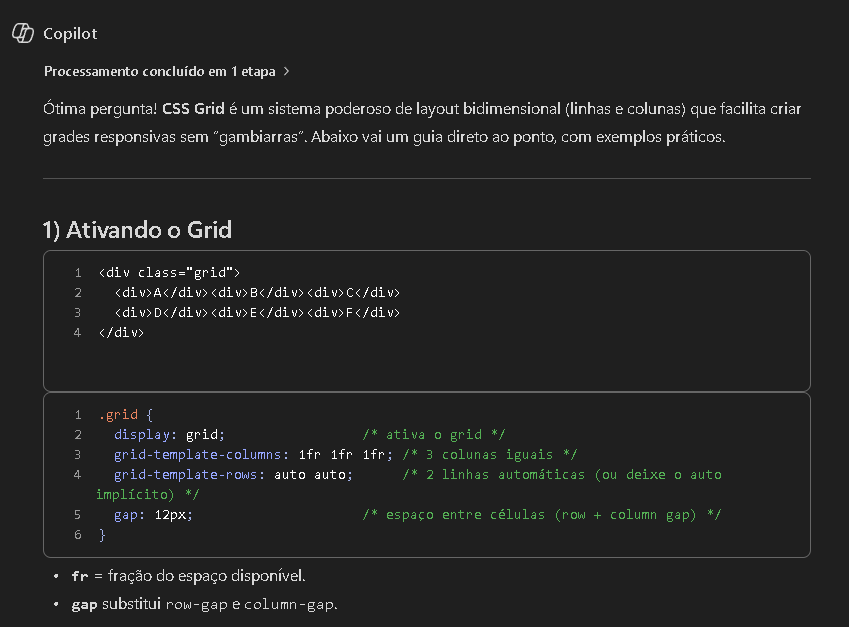 Copilot
Processamento concluído em 1 etapa >
Ótima pergunta! CSS Grid é um sistema poderoso de layout bidimensional (linhas e colunas) que facilita criar
grades responsivas sem “gambiarras”. Abaixo vai um guia direto ao ponto, com exemplos práticos.
1) Ativando o Grid
1 <div class="grid">
2   <div>A</div><div>B</div><div>C</div>
3   <div>D</div><div>E</div><div>F</div>
4 </div>
1 .grid {
2   display: grid;                 /* ativa o grid */
3   grid-template-columns: 1fr 1fr 1fr; /* 3 colunas iguais */
4   grid-template-rows: auto auto;      /* 2 linhas automáticas (ou deixe o auto
implícito) */
5   gap: 12px;                     /* espaço entre células (row + column gap) */
6 }
• fr = fração do espaço disponível.
• gap substitui row-gap e column-gap.